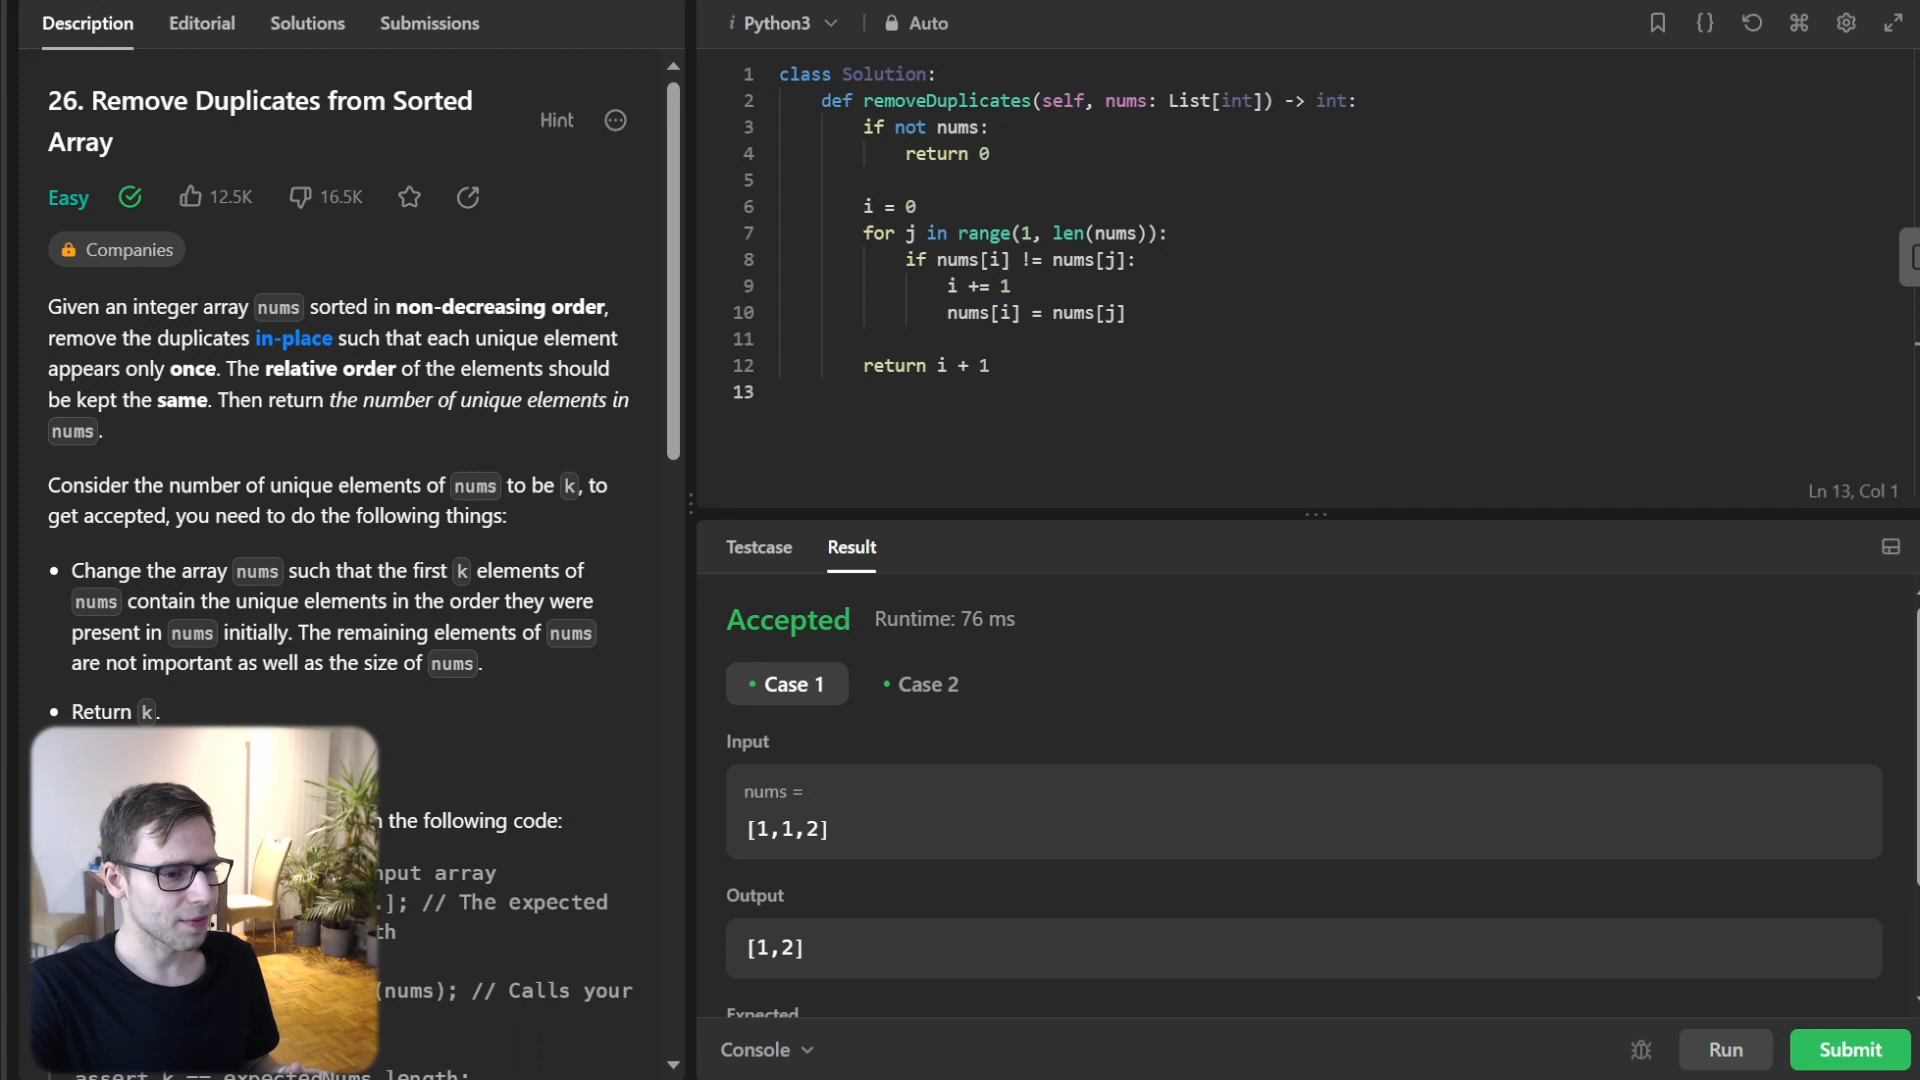 Description Editorial Solutions Submissions
26. Remove Duplicates from Sorted
Array
Hint
Easy 12.5K 16.5K
Companies
Given an integer array nums sorted in non-decreasing order,
remove the duplicates in-place such that each unique element
appears only once. The relative order of the elements should
be kept the same. Then return the number of unique elements in
nums.
Consider the number of unique elements of nums to be k, to
get accepted, you need to do the following things:
• Change the array nums such that the first k elements of
nums contain the unique elements in the order they were
present in nums initially. The remaining elements of nums
are not important as well as the size of nums.
• Return k.
the following code:
nput array
.]; // The expected
th
(nums); // Calls your
assert k == expectedNums.length;
i Python3 Auto
1 class Solution:
2 def removeDuplicates(self, nums: List[int]) -> int:
3 if not nums:
4 return 0
5
6 i = 0
7 for j in range(1, len(nums)):
8 if nums[i] != nums[j]:
9 i += 1
10 nums[i] = nums[j]
11
12 return i + 1
13
Ln 13, Col 1
Testcase Result
Accepted Runtime: 76 ms
• Case 1 • Case 2
Input
nums =
[1,1,2]
Output
[1,2]
Expected
Console Run Submit